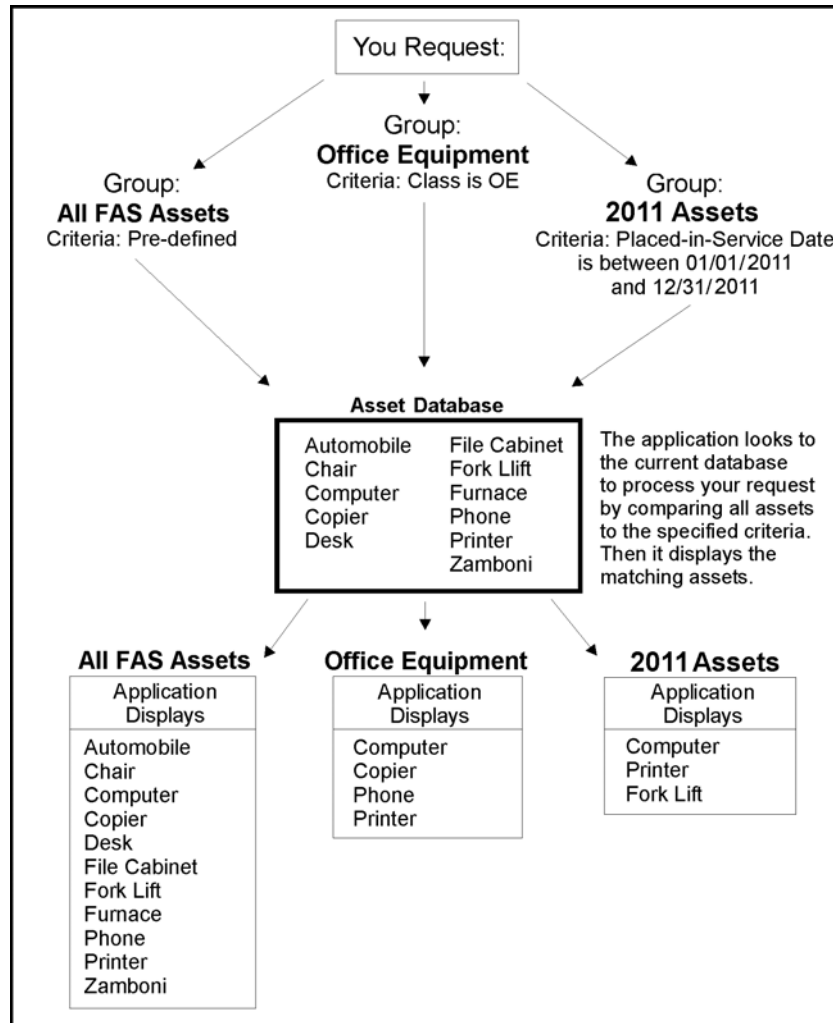 You Request:
Group:
Office Equipment
Criteria: Class is OE
Group:
All FAS Assets
Criteria: Pre-defined
Group:
2011 Assets
Criteria: Placed-in-Service Date
is between 01/01/2011
and 12/31/2011
Asset Database
Automobile
Chair
Computer
Copier
Desk
File Cabinet
Fork Llift
Furnace
Phone
Printer
Zamboni
The application looks to
the current database
to process your request
by comparing all assets
to the specified criteria.
Then it displays the
matching assets.
All FAS Assets
Application
Displays
Automobile
Chair
Computer
Copier
Desk
File Cabinet
Fork Lift
Furnace
Phone
Printer
Zamboni
Office Equipment
Application
Displays
Computer
Copier
Phone
Printer
2011 Assets
Application
Displays
Computer
Printer
Fork Lift